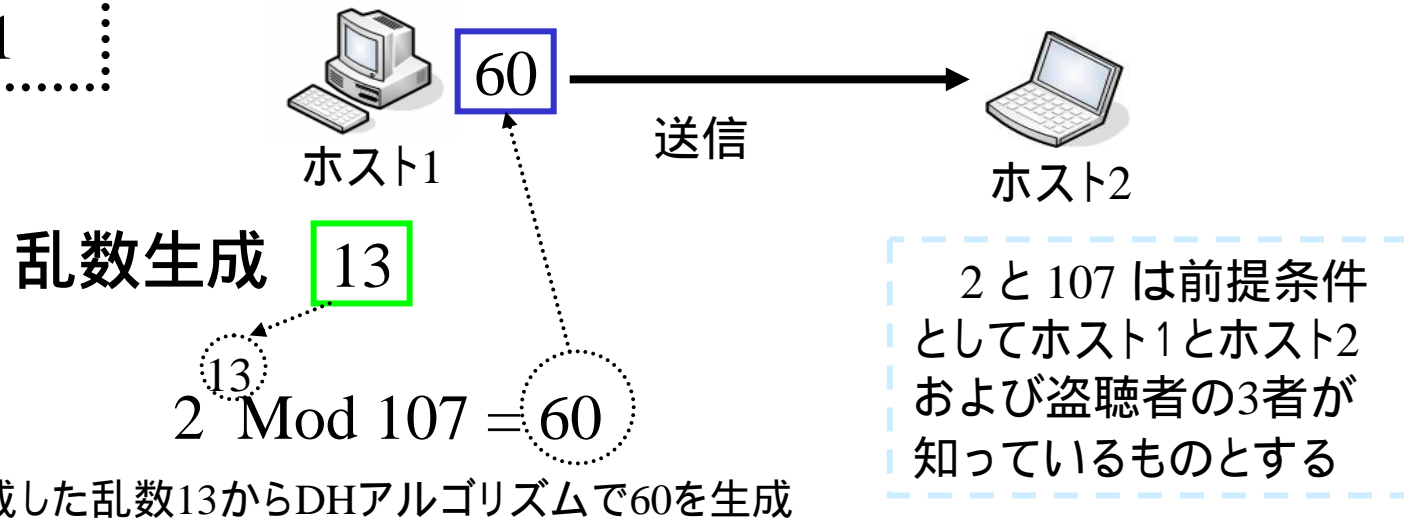 1
60
送信
ホスト1
ホスト2
乱数生成 13
2 と 107 は前提条件
としてホスト1とホスト2
および盗聴者の3者が
知っているものとする
13
2 Mod 107 = 60
した乱数13からDHアルゴリズムで60を生成